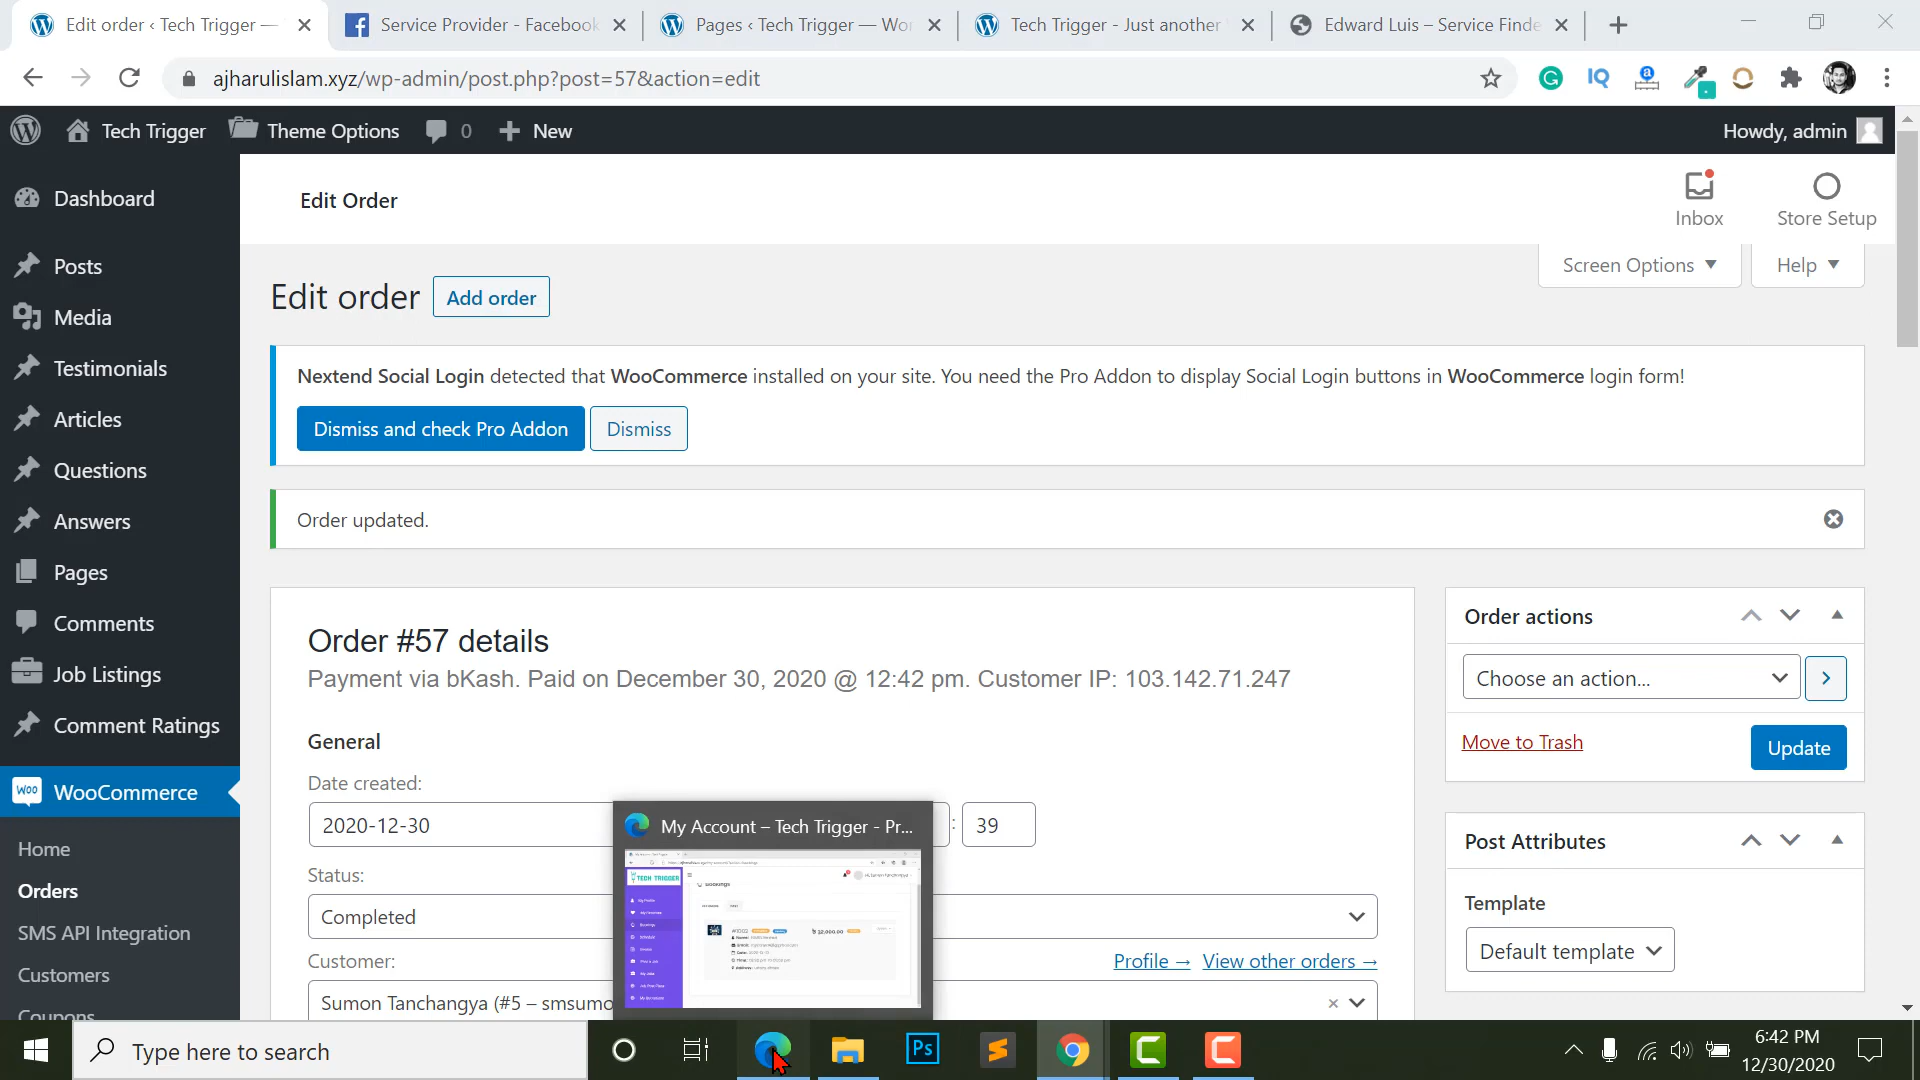 Edit order ‹ Tech Trigger —
Service Provider - Facebook
Pages ‹ Tech Trigger — Wor
Tech Trigger - Just another
Edward Luis – Service Finde
ajharulislam.xyz/wp-admin/post.php?post=57&action=edit
Tech Trigger
Theme Options
0
New
Howdy, admin
Dashboard
Posts
Media
Testimonials
Articles
Questions
Answers
Pages
Comments
Job Listings
Comment Ratings
WooCommerce
Home
Orders
SMS API Integration
Customers
Coupons
Edit Order
Inbox
Store Setup
Screen Options
Help
Edit order
Add order
Nextend Social Login detected that WooCommerce installed on your site. You need the Pro Addon to display Social Login buttons in WooCommerce login form!
Dismiss and check Pro Addon
Dismiss
Order updated.
Order #57 details
Payment via bKash. Paid on December 30, 2020 @ 12:42 pm. Customer IP: 103.142.71.247
General
Date created:
2020-12-30
: 39
Status:
Completed
Customer:
Profile →
View other orders →
Sumon Tanchangya (#5 – smsumo
Order actions
Choose an action...
Move to Trash
Update
Post Attributes
Template
Default template
My Account – Tech Trigger - Pr...
TECH TRIGGER
Type here to search
Ps
6:42 PM
12/30/2020